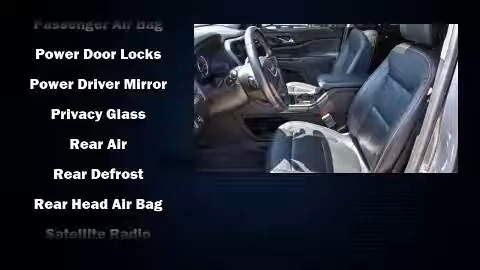 Passenger Air Bag
Power Door Locks
Power Driver Mirror
Privacy Glass
Rear Air
Rear Defrost
Rear Head Air Bag
Satellite Radio